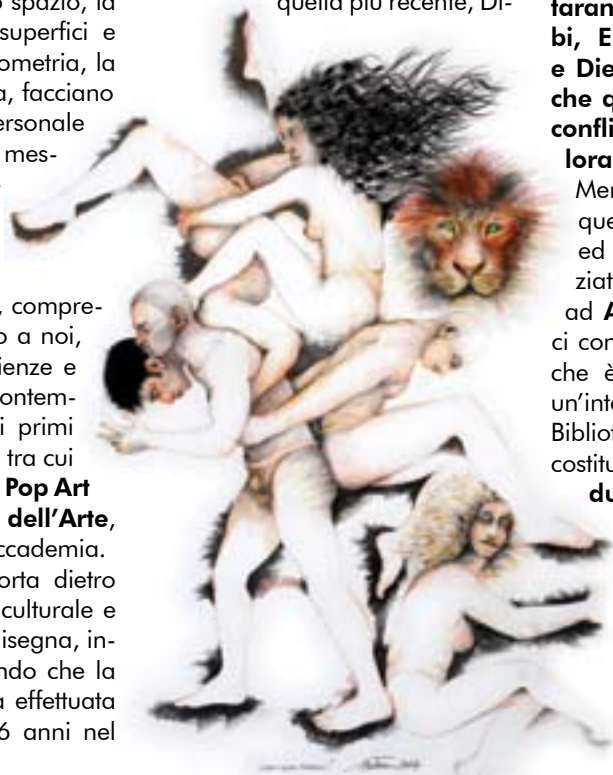 o spazio, la
superfici e
ometria, la
a, facciano
ersonale
mes-
, compre-
o a noi,
ienze e
ontem-
i primi
tra cui
Pop Art
dell’Arte,
ccademia.
orta dietro
culturale e
isegna, in-
ndo che la
a effettuata
6 anni nel
quella più recente, Di-
taran
bi, E
e Die
che q
confli
lora
Mer
que
ed
ziat
ad A
ci con
che è
un’inte
Bibliot
costitu
du